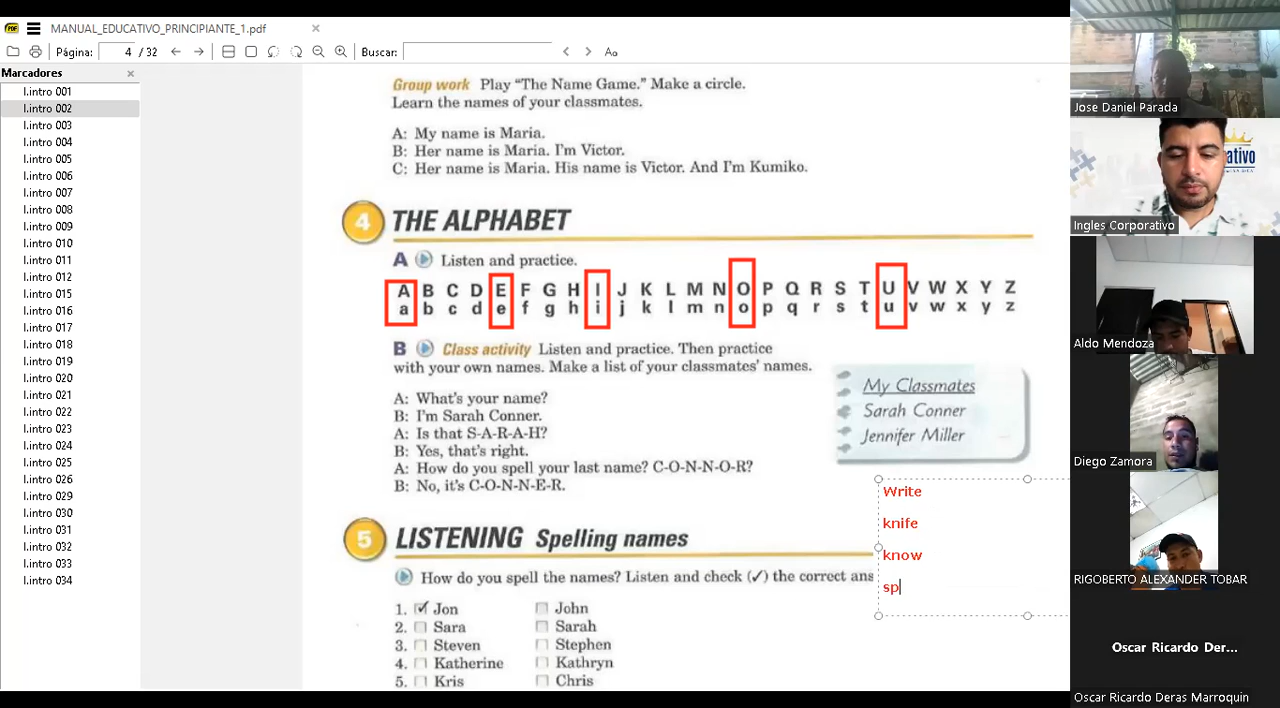 MANUAL_EDUCATIVO_PRINCIPIANTE_1.pdf
Página: 4 / 32 Buscar: Aa
Marcadores
I.intro 001
I.intro 002
I.intro 003
I.intro 004
I.intro 005
I.intro 006
I.intro 007
I.intro 008
I.intro 009
I.intro 010
I.intro 011
I.intro 012
I.intro 015
I.intro 016
I.intro 017
I.intro 018
I.intro 019
I.intro 020
I.intro 021
I.intro 022
I.intro 023
I.intro 024
I.intro 025
I.intro 026
I.intro 029
I.intro 030
I.intro 031
I.intro 032
I.intro 033
I.intro 034
Group work Play “The Name Game.” Make a circle.
Learn the names of your classmates.
A: My name is Maria.
B: Her name is Maria. I'm Victor.
C: Her name is Maria. His name is Victor. And I'm Kumiko.
4 THE ALPHABET
A Listen and practice.
A B C D E F G H I J K L M N O P Q R S T U V W X Y Z
a b c d e f g h i j k l m n o p q r s t u v w x y z
B Class activity Listen and practice. Then practice
with your own names. Make a list of your classmates' names.
A: What's your name?
B: I'm Sarah Conner.
A: Is that S-A-R-A-H?
B: Yes, that's right.
A: How do you spell your last name? C-O-N-N-O-R?
B: No, it's C-O-N-N-E-R.
My Classmates
Sarah Conner
Jennifer Miller
Write
knife
know
sp
5 LISTENING Spelling names
How do you spell the names? Listen and check (✓) the correct ans
1. Jon John
2. Sara Sarah
3. Steven Stephen
4. Katherine Kathryn
5. Kris Chris
Jose Daniel Parada
ativo
Ingles Corporativo
Aldo Mendoza
Diego Zamora
RIGOBERTO ALEXANDER TOBAR
Oscar Ricardo Der...
Oscar Ricardo Deras Marroquin